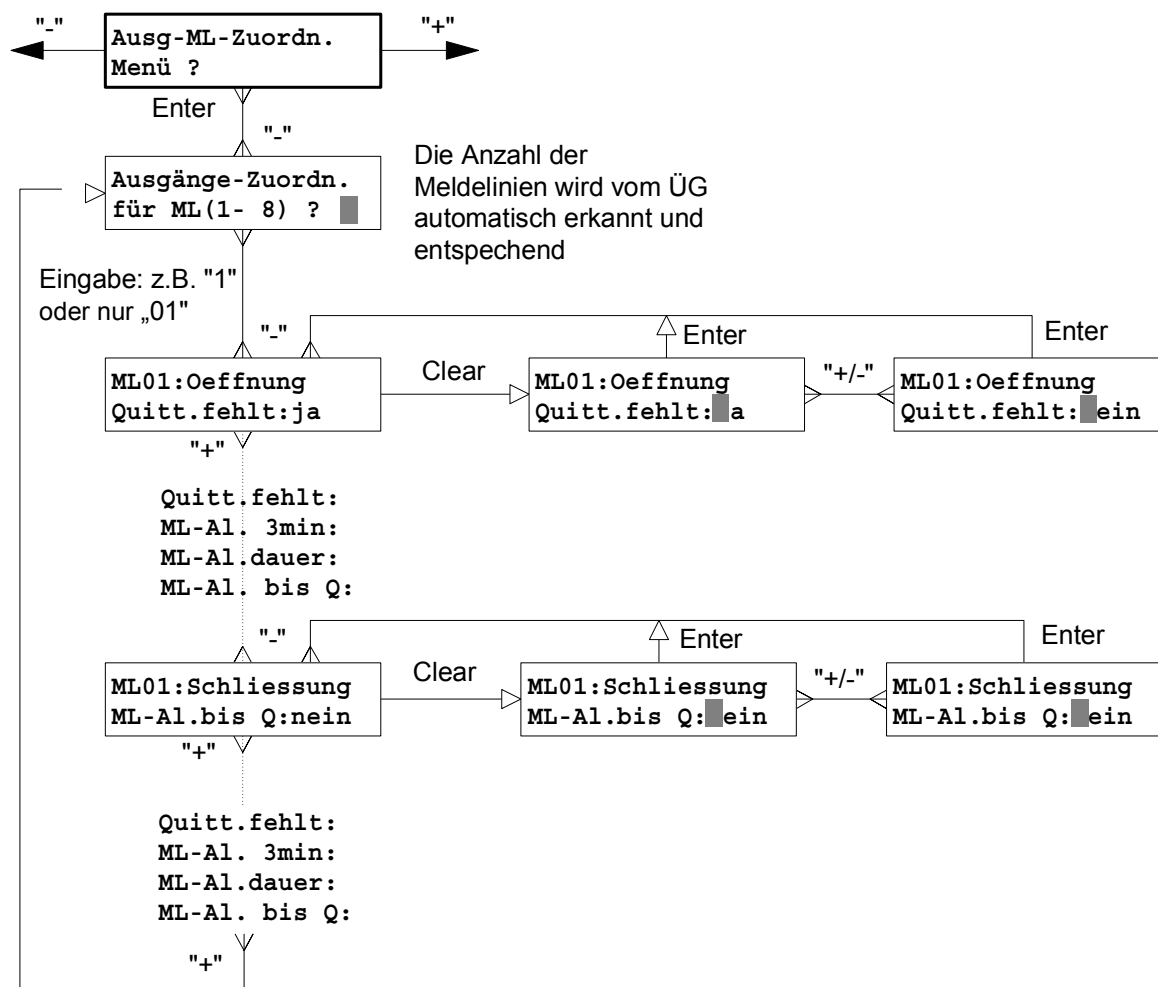 "-"
Ausg-ML-Zuordn.
Menü ?
"+"
Enter
"-"
Ausgänge-Zuordn.
für ML(1- 8) ?
Die Anzahl der
Meldelinien wird vom ÜG
automatisch erkannt und
entspechend
Eingabe: z.B. "1"
oder nur „01"
"-"
Enter
Enter
ML01:Oeffnung
Quitt.fehlt:ja
Clear
ML01:Oeffnung
Quitt.fehlt: a
"+/-"
ML01:Oeffnung
Quitt.fehlt: ein
"+"
Quitt.fehlt:
ML-Al. 3min:
ML-Al.dauer:
ML-Al. bis Q:
"-"
Enter
Enter
ML01:Schliessung
ML-Al.bis Q:nein
Clear
ML01:Schliessung
ML-Al.bis Q: ein
"+/-"
ML01:Schliessung
ML-Al.bis Q: ein
"+"
Quitt.fehlt:
ML-Al. 3min:
ML-Al.dauer:
ML-Al. bis Q:
"+"